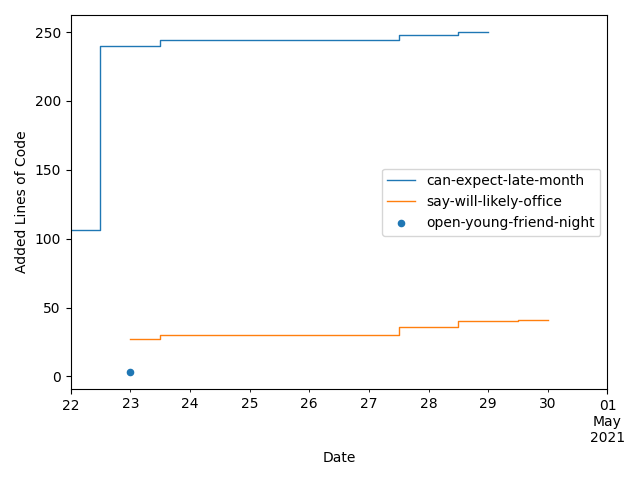 250
200
150
100
50
0
Added Lines of Code
can-expect-late-month
say-will-likely-office
open-young-friend-night
22 23 24 25 26 27 28 29 30 01
May
2021
Date